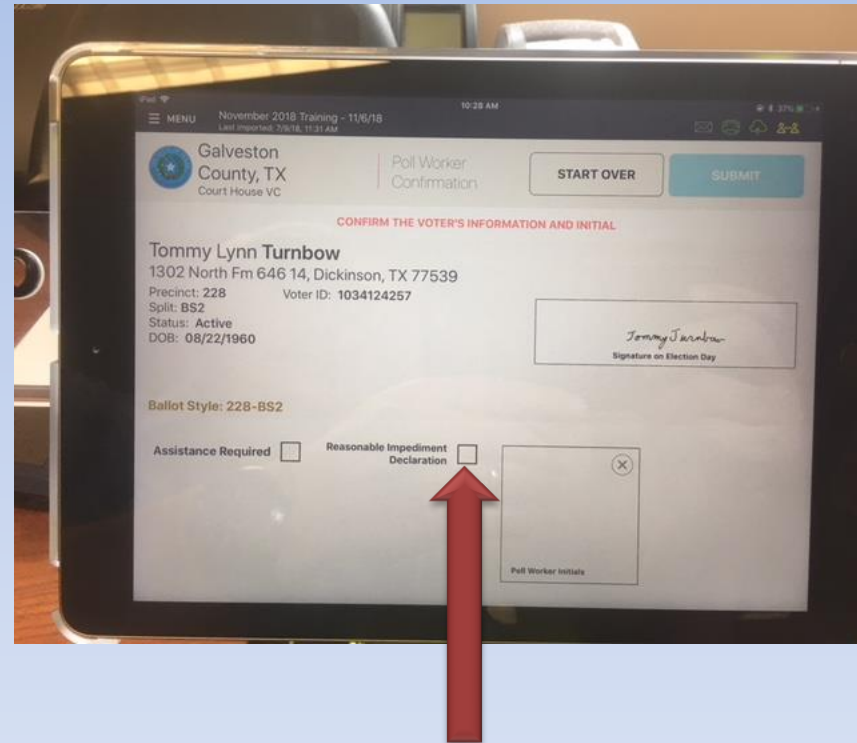 iPad
10:28 AM
37%
MENU
November 2018 Training - 11/6/18
Last Imported: 7/9/18, 11:31 AM
Galveston
County, TX
Court House VC
Poll Worker
Confirmation
START OVER
SUBMIT
CONFIRM THE VOTER'S INFORMATION AND INITIAL
Tommy Lynn Turnbow
1302 North Fm 646 14, Dickinson, TX 77539
Precinct: 228 Voter ID: 1034124257
Split: BS2
Status: Active
DOB: 08/22/1960
Tommy Turnbow
Signature on Election Day
Ballot Style: 228-BS2
Assistance Required
Reasonable Impediment
Declaration
Poll Worker Initials